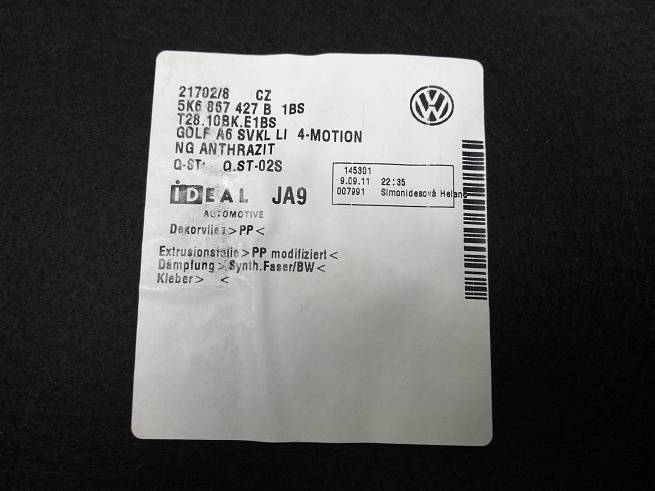 21702/8 CZ
5K6 867 427 B 1BS
T28.10BK.E1BS
GOLF A6 SVKL LI 4-MOTION
NG ANTHRAZIT
Q-ST: Q.ST-02S
145301
9.09.11 22:35
007991 Simonidesová Helena
iDEAL JA9
AUTOMOTIVE
Dekorvlies>PP<
Extrusionsfolie>PP modifiziert<
Dämpfung>Synth.Faser/BW<
Kleber> <